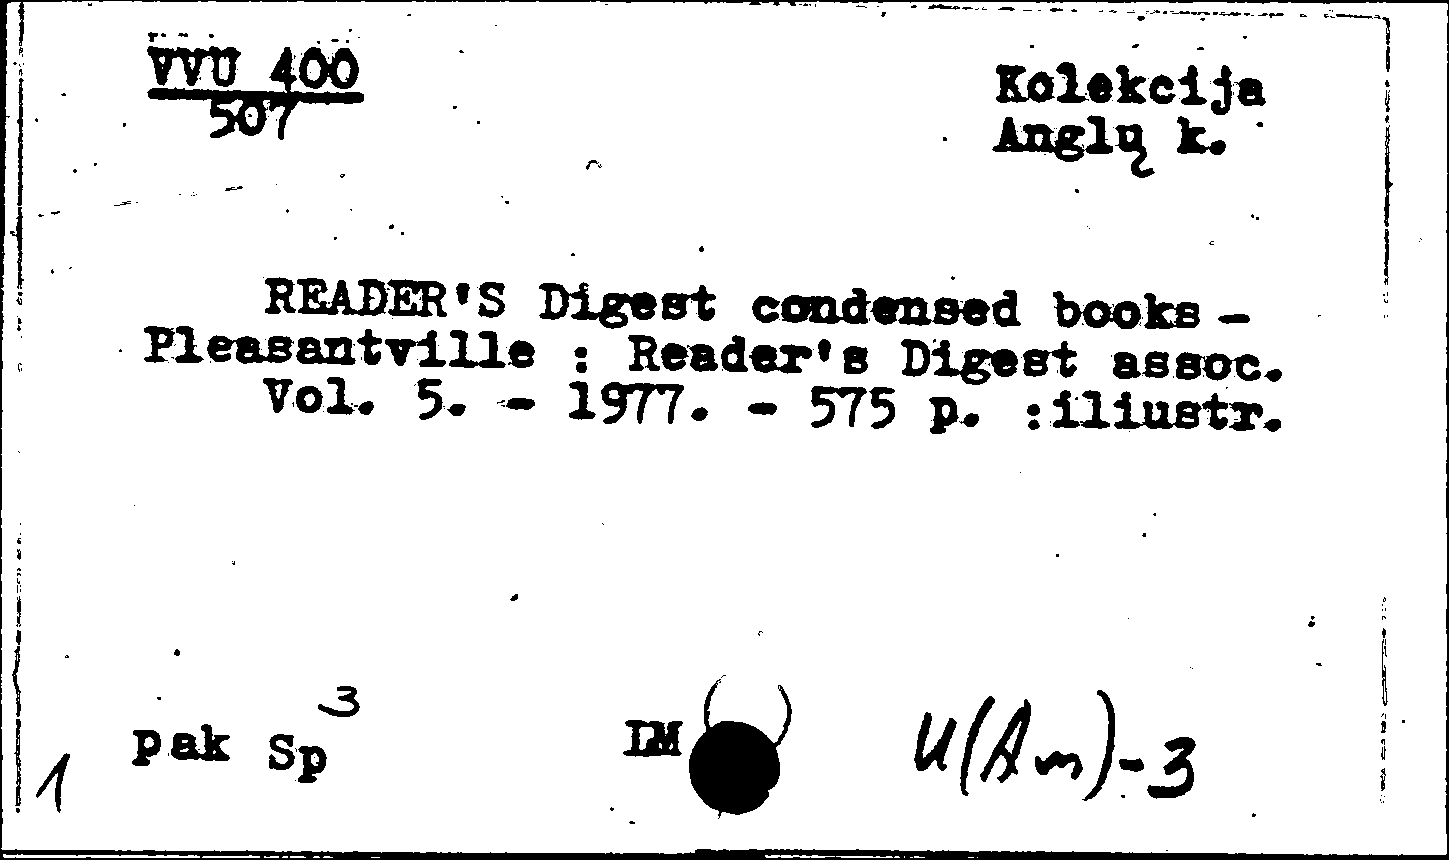 VVU 400
507
Kolekcija
Anglų k.
READER'S Digest condensed books –
Pleasantville : Reader's Digest assoc.
Vol. 5. – 1977. – 575 p. :iliustr.
3
pak Sp
LM
U(Am)-3
1